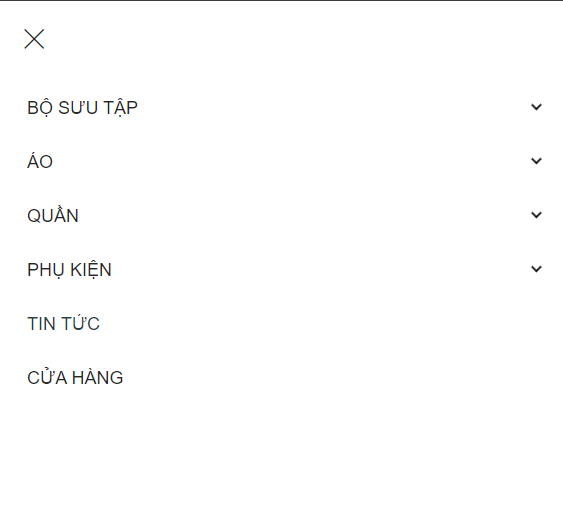 BỘ SƯU TẬP
ÁO
QUẦN
PHỤ KIỆN
TIN TỨC
CỬA HÀNG